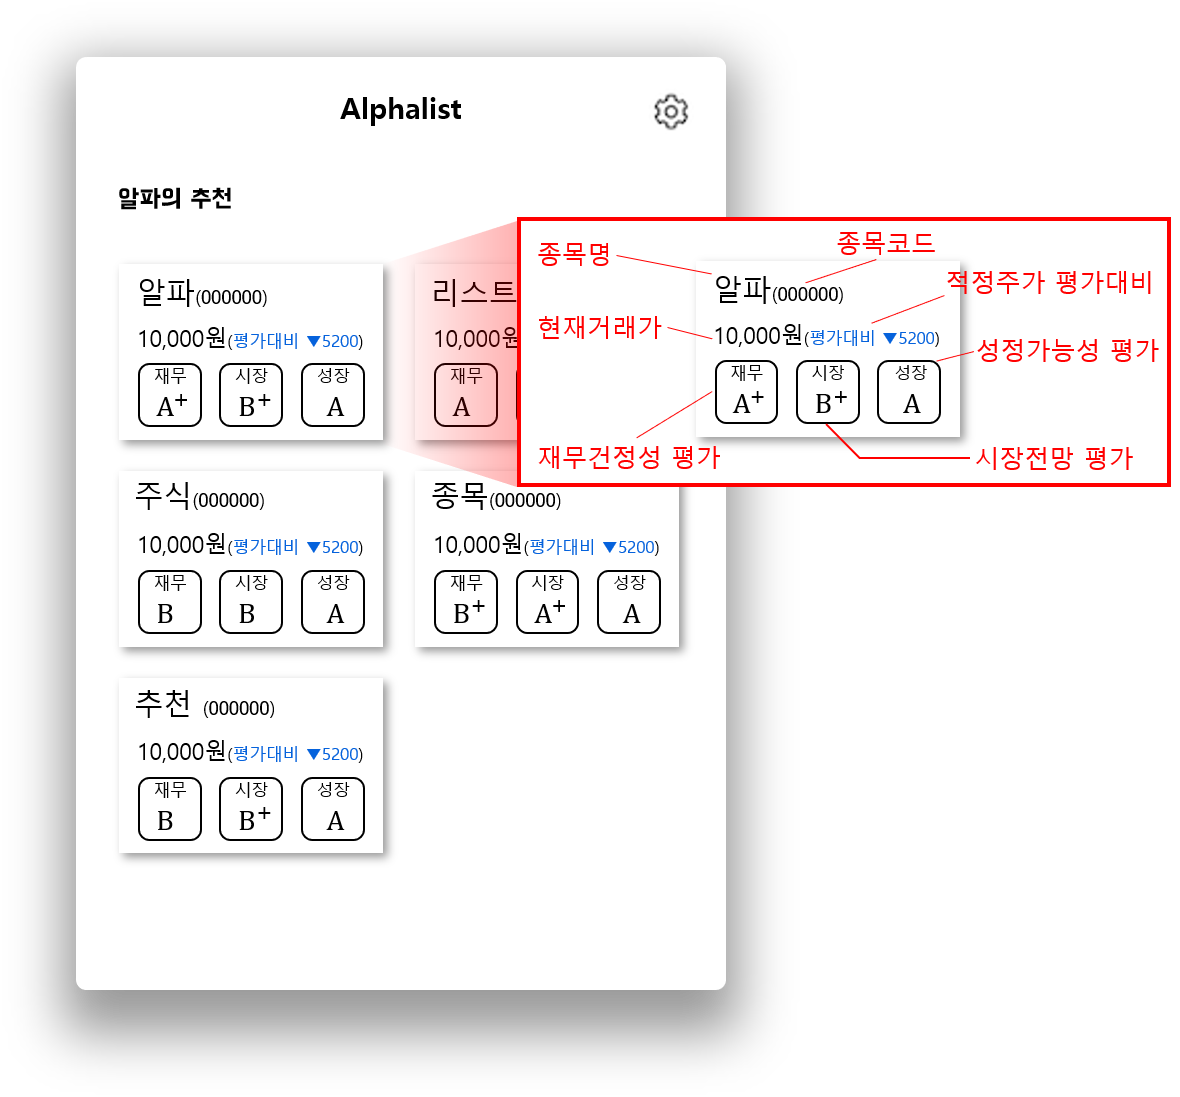 Alphalist
알파의 추천
알파(000000)
10,000원(평가대비 ▼5200)
재무 시장 성장
A+ B+ A
리스트
10,000원
재무
A
종목명
종목코드
알파(000000)
적정주가 평가대비
현재거래가
10,000원(평가대비 ▼5200)
성정가능성 평가
재무 시장 성장
A+ B+ A
재무건정성 평가
시장전망 평가
주식(000000)
10,000원(평가대비 ▼5200)
재무 시장 성장
B B A
종목(000000)
10,000원(평가대비 ▼5200)
재무 시장 성장
B+ A+ A
추천 (000000)
10,000원(평가대비 ▼5200)
재무 시장 성장
B B+ A